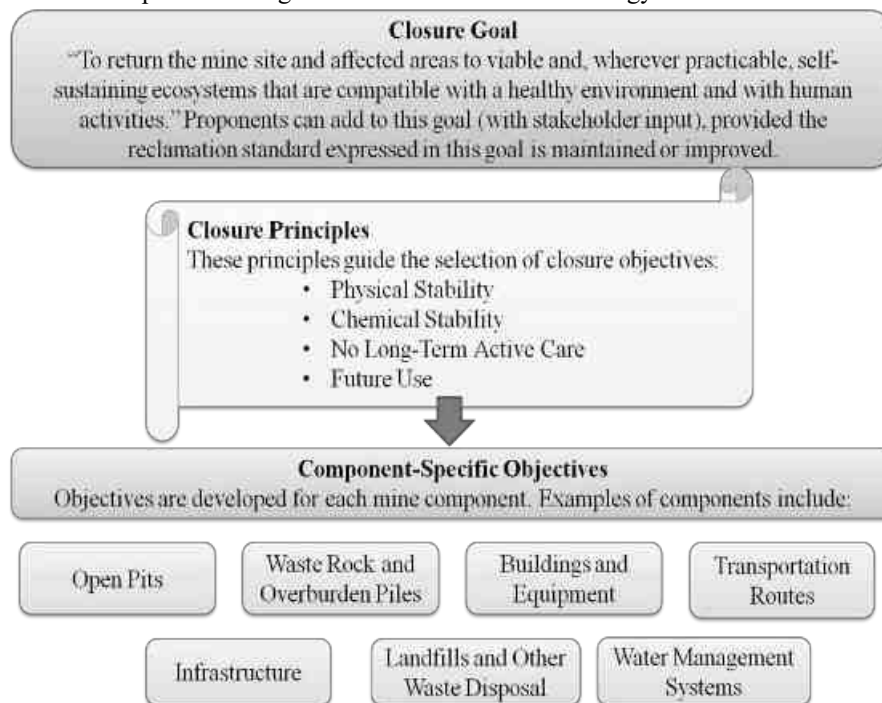 Closure Goal
“To return the mine site and affected areas to viable and, wherever practicable, self-
sustaining ecosystems that are compatible with a healthy environment and with human
activities.” Proponents can add to this goal (with stakeholder input), provided the
reclamation standard expressed in this goal is maintained or improved.
Closure Principles
These principles guide the selection of closure objectives:
• Physical Stability
• Chemical Stability
• No Long-Term Active Care
• Future Use
Component-Specific Objectives
Objectives are developed for each mine component. Examples of components include:
Open Pits
Waste Rock and
Overburden Piles
Buildings and
Equipment
Transportation
Routes
Infrastructure
Landfills and Other
Waste Disposal
Water Management
Systems